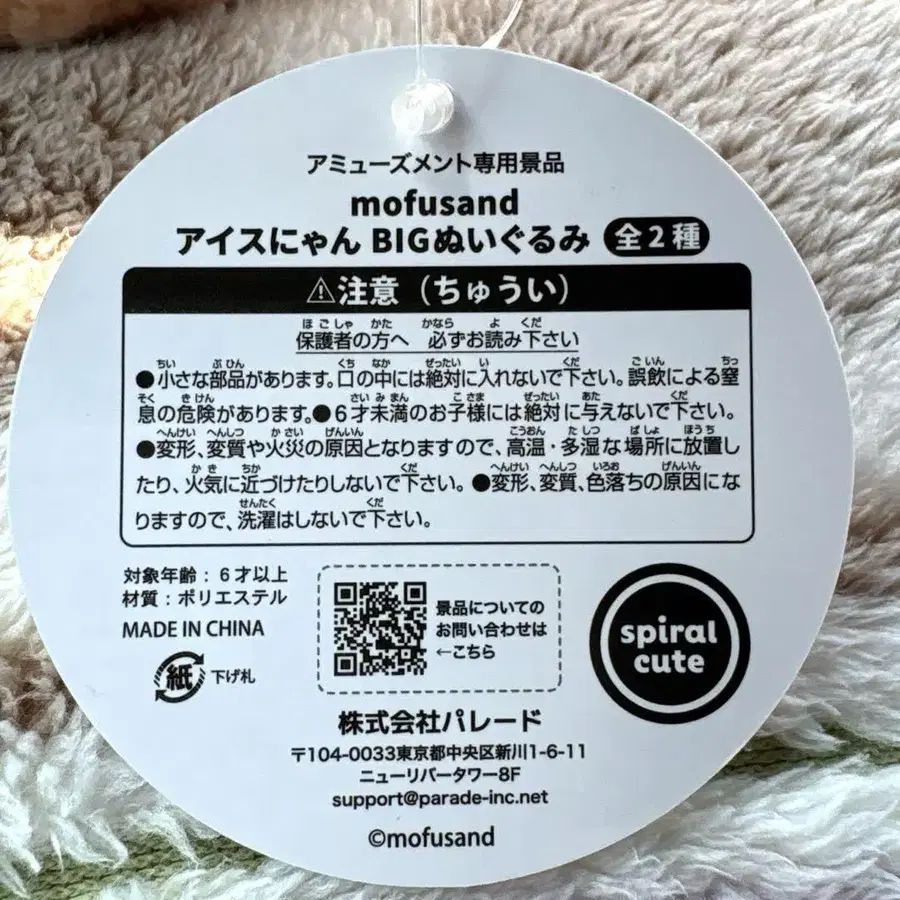 アミューズメント専用景品
mofusand
アイスにゃん BIGぬいぐるみ 全2種
⚠注意（ちゅうい）
保護者の方へ 必ずお読み下さい
●小さな部品があります。口の中には絶対に入れないで下さい。誤飲による窒
息の危険があります。●6才未満のお子様には絶対に与えないで下さい。
●変形、変質や火災の原因となりますので、高温・多湿な場所に放置し
たり、火気に近づけたりしないで下さい。●変形、変質、色落ちの原因にな
りますので、洗濯はしないで下さい。
対象年齢：6才以上
材質：ポリエステル
MADE IN CHINA
紙 下げ札
景品についての
お問い合わせは
←こちら
spiral
cute
株式会社パレード
〒104-0033東京都中央区新川1-6-11
ニューリバータワー8F
support@parade-inc.net
©mofusand